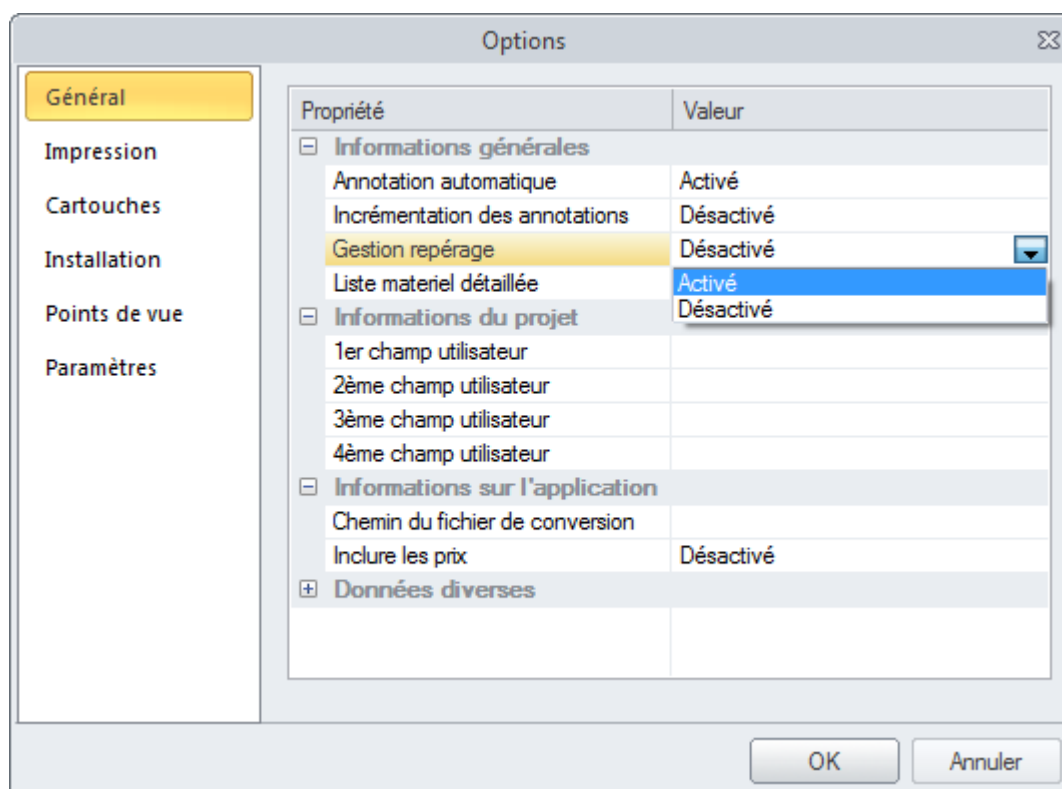 Options
Général
Impression
Cartouches
Installation
Points de vue
Paramètres
Propriété Valeur
Informations générales
Annotation automatique Activé
Incrémentation des annotations Désactivé
Gestion repérage Désactivé
Liste materiel détaillée Activé
Désactivé
Informations du projet
1er champ utilisateur
2ème champ utilisateur
3ème champ utilisateur
4ème champ utilisateur
Informations sur l'application
Chemin du fichier de conversion
Inclure les prix Désactivé
Données diverses
OK Annuler